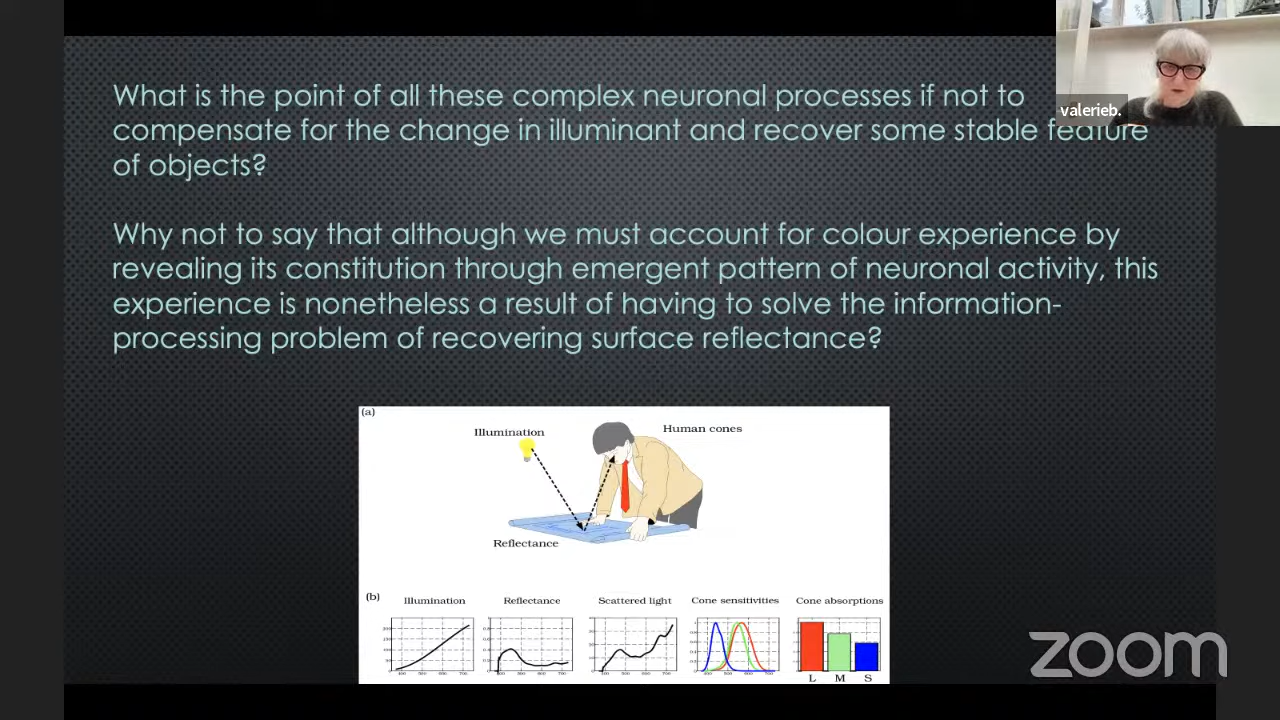 What is the point of all these complex neuronal processes if not to
compensate for the change in illuminant and recover some stable feature
of objects?
Why not to say that although we must account for colour experience by
revealing its constitution through emergent pattern of neuronal activity, this
experience is nonetheless a result of having to solve the information-
processing problem of recovering surface reflectance?
valerieb.
(a)
Illumination
Human cones
Reflectance
(b)
Illumination Reflectance Scattered light Cone sensitivities Cone absorptions
L M S
zoom